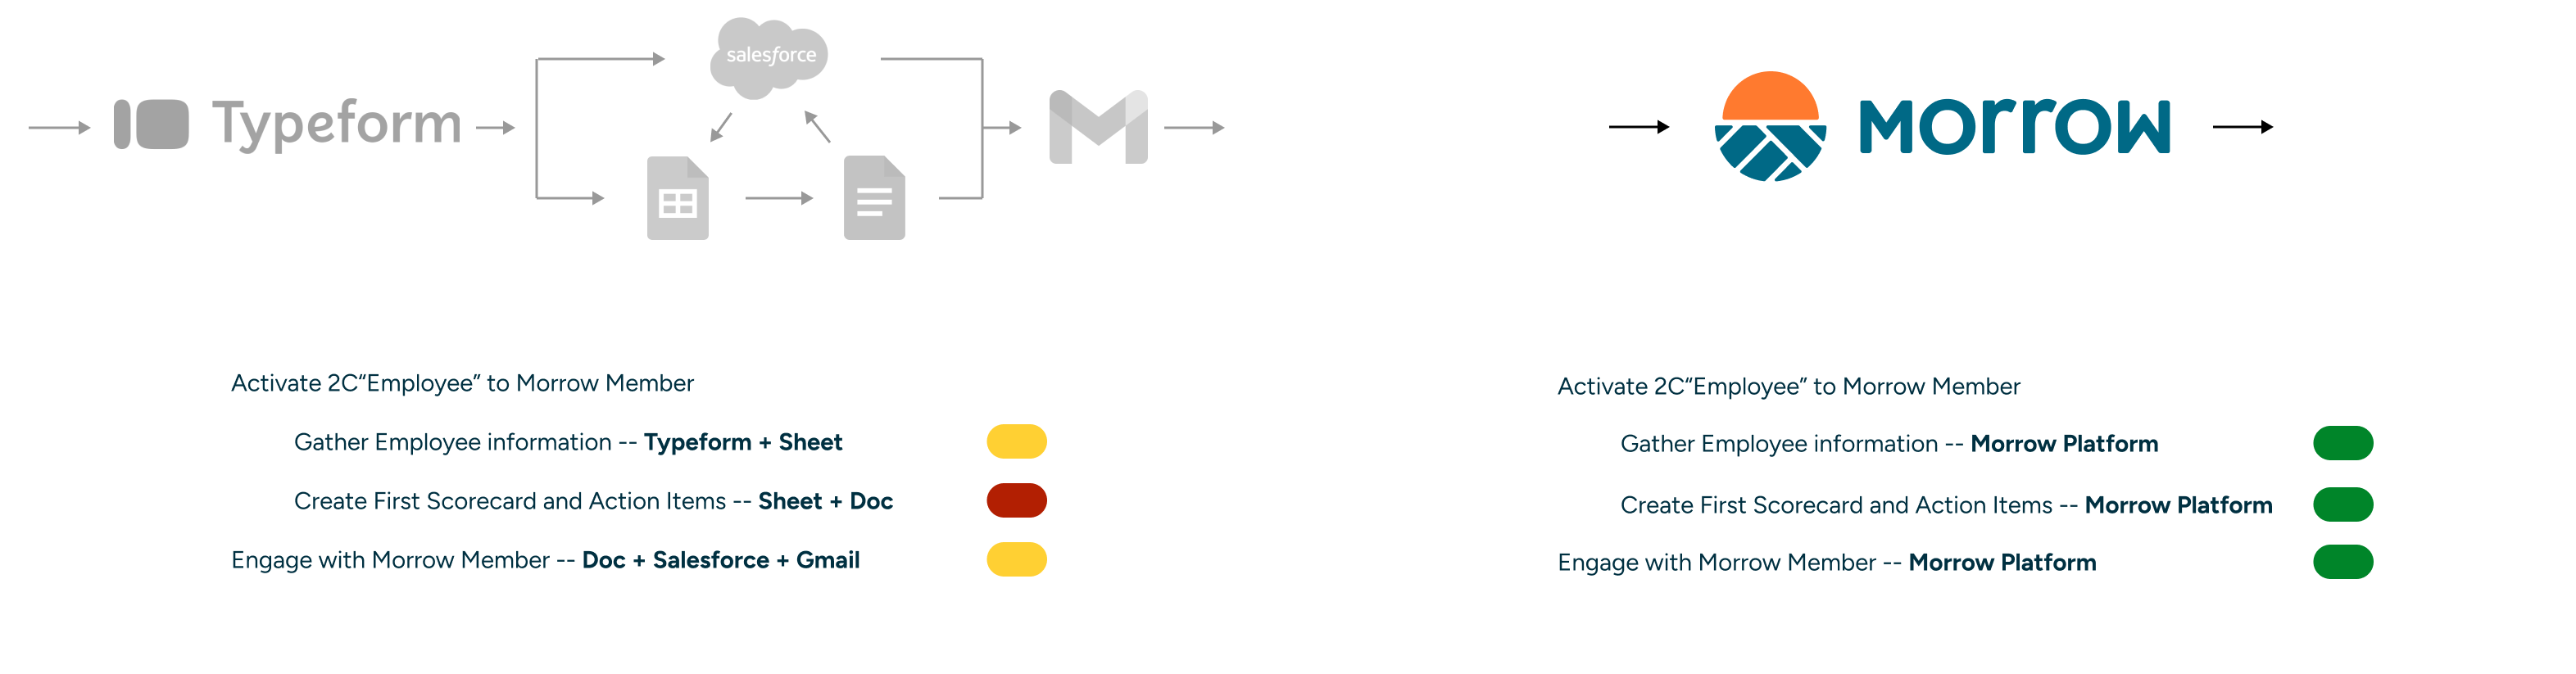 salesforce
Typeform
MORROW
Activate 2C“Employee” to Morrow Member
Gather Employee information -- Typeform + Sheet
Create First Scorecard and Action Items -- Sheet + Doc
Engage with Morrow Member -- Doc + Salesforce + Gmail
Activate 2C“Employee” to Morrow Member
Gather Employee information -- Morrow Platform
Create First Scorecard and Action Items -- Morrow Platform
Engage with Morrow Member -- Morrow Platform